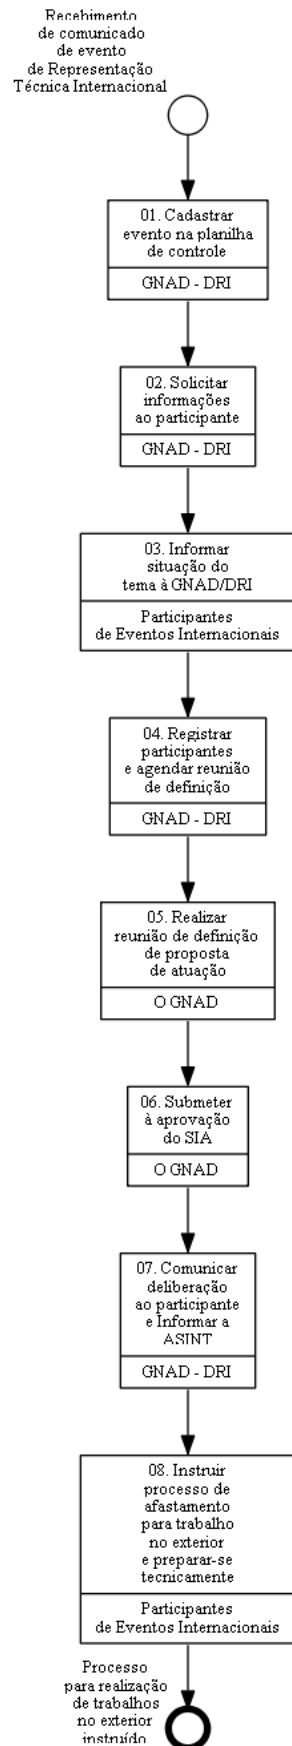 Recebimento
de comunicado
de evento
de Representação
Técnica Internacional
01. Cadastrar
evento na planilha
de controle
GNAD - DRI
02. Solicitar
informações
ao participante
GNAD - DRI
03. Informar
situação do
tema à GNAD/DRI
Participantes
de Eventos Internacionais
04. Registrar
participantes
e agendar reunião
de definição
GNAD - DRI
05. Realizar
reunião de definição
de proposta
de atuação
O GNAD
06. Submeter
à aprovação
do SIA
O GNAD
07. Comunicar
deliberação
ao participante
e Informar a
ASINT
GNAD - DRI
08. Instruir
processo de
afastamento
para trabalho
no exterior
e preparar-se
tecnicamente
Participantes
de Eventos Internacionais
Processo
para realização
de trabalhos
no exterior
instruído